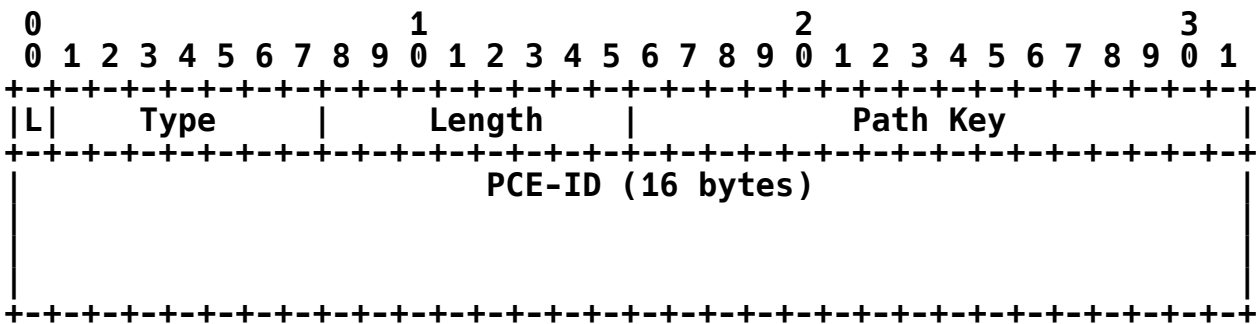 0                   1                   2                   3
 0 1 2 3 4 5 6 7 8 9 0 1 2 3 4 5 6 7 8 9 0 1 2 3 4 5 6 7 8 9 0 1
+-+-+-+-+-+-+-+-+-+-+-+-+-+-+-+-+-+-+-+-+-+-+-+-+-+-+-+-+-+-+-+-+
|L|    Type     |     Length    |           Path Key            |
+-+-+-+-+-+-+-+-+-+-+-+-+-+-+-+-+-+-+-+-+-+-+-+-+-+-+-+-+-+-+-+-+
|                        PCE-ID (16 bytes)                      |
|                                                               |
|                                                               |
|                                                               |
+-+-+-+-+-+-+-+-+-+-+-+-+-+-+-+-+-+-+-+-+-+-+-+-+-+-+-+-+-+-+-+-+